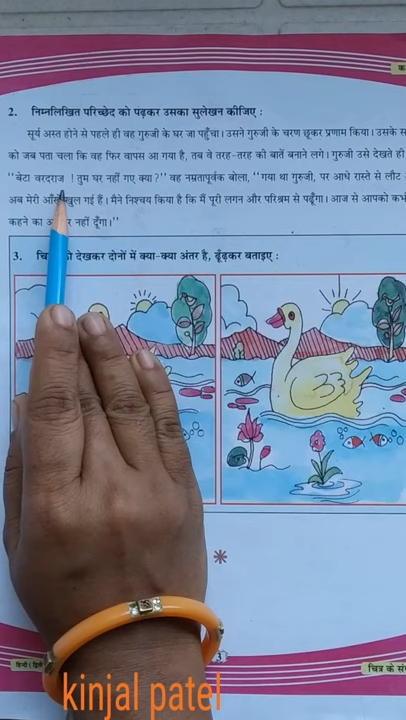 2. निम्नलिखित परिच्छेद को पढ़कर उसका सुलेखन कीजिए :
सूर्य अस्त होने से पहले ही वह गुरुजी के घर जा पहुँचा। उसने गुरुजी के चरण छूकर प्रणाम किया। उसके स
को जब पता चला कि वह फिर वापस आ गया है, तब वे तरह-तरह की बातें बनाने लगे। गुरुजी उसे देखते ही
"बेटा वरदराज ! तुम घर नहीं गए क्या?" वह नम्रतापूर्वक बोला, "गया था गुरुजी, पर आधे रास्ते से लौट
अब मेरी आँखें खुल गई हैं। मैंने निश्चय किया है कि मैं पूरी लगन और परिश्रम से पढ़ूँगा। आज से आपको कभी
कहने का नहीं दूँगा।"
3. को देखकर दोनों में क्या-क्या अंतर है, ढूँढ़कर बताइए :
हिन्दी (द्विती
3
चित्र के सं
kinjal patel